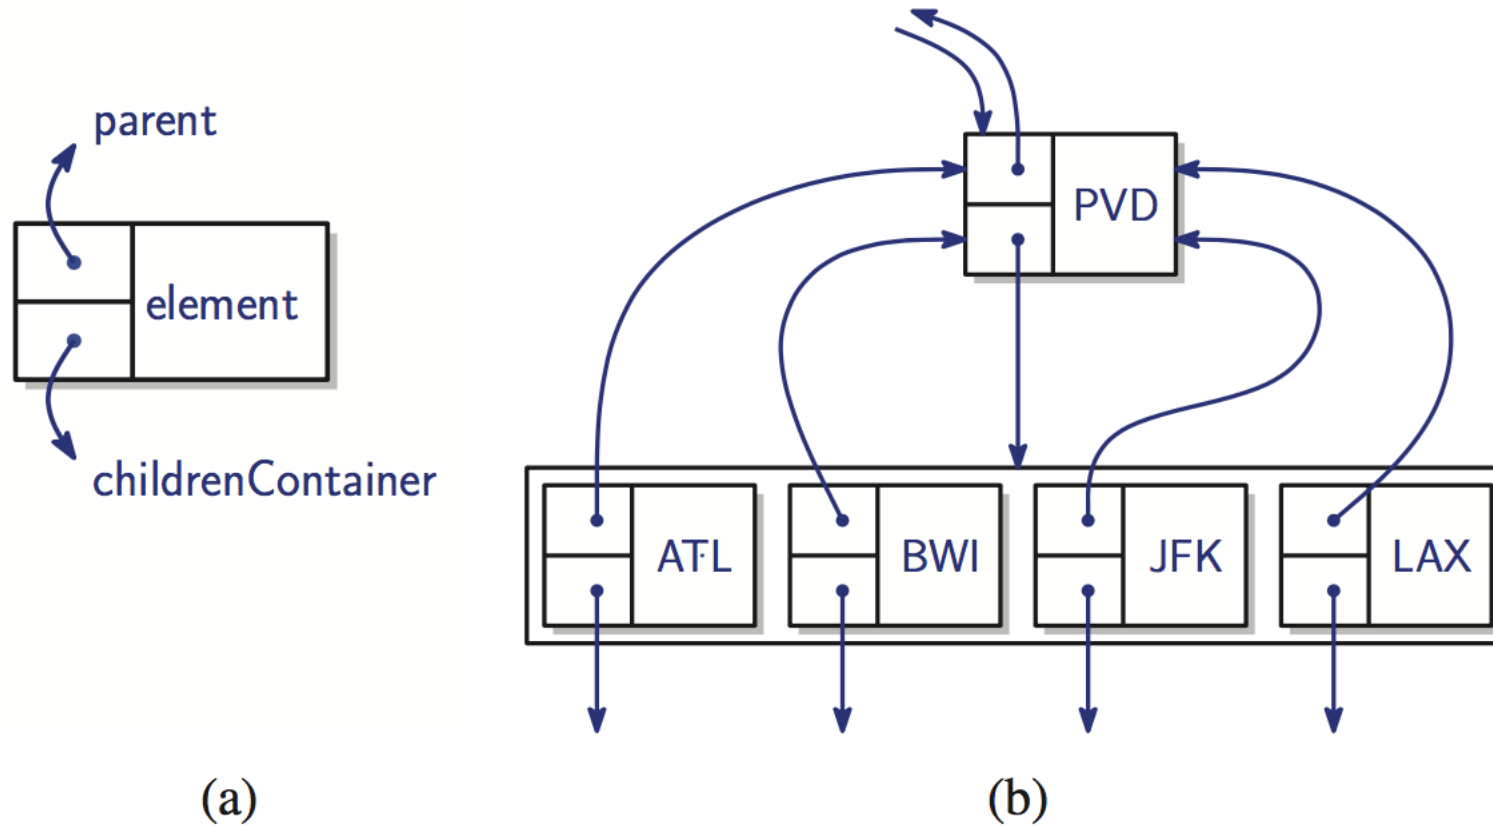 parent
element
childrenContainer
(a)
PVD
ATL
BWI
JFK
LAX
(b)